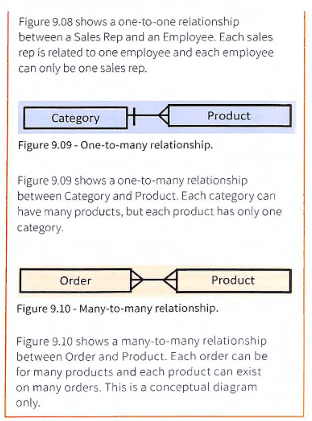 Figure 9.08 shows a one-to-one relationship
between a Sales Rep and an Employee. Each sales
rep is related to one employee and each employee
can only be one sales rep.
Category Product
Figure 9.09 - One-to-many relationship.
Figure 9.09 shows a one-to-many relationship
between Category and Product. Each category can
have many products, but each product has only one
category.
Order Product
Figure 9.10 - Many-to-many relationship.
Figure 9.10 shows a many-to-many relationship
between Order and Product. Each order can be
for many products and each product can exist
on many orders. This is a conceptual diagram
only.